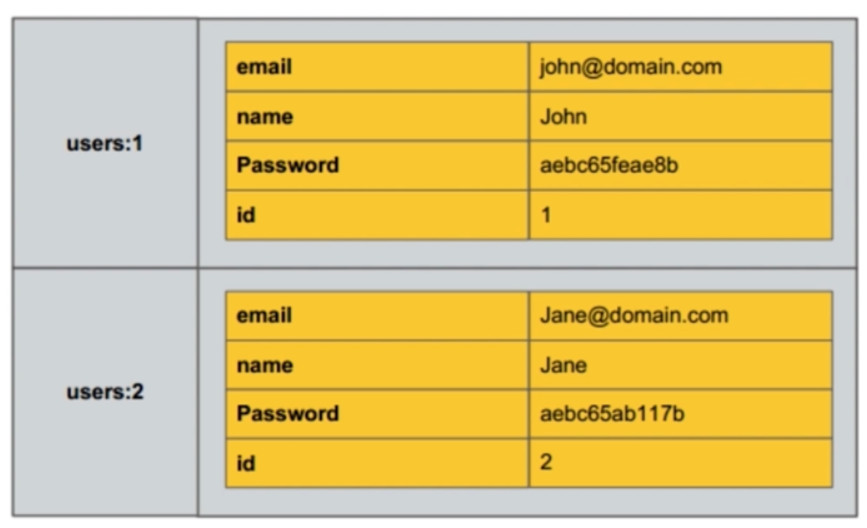 users:1
email john@domain.com
name John
Password aebc65feae8b
id 1
users:2
email Jane@domain.com
name Jane
Password aebc65ab117b
id 2